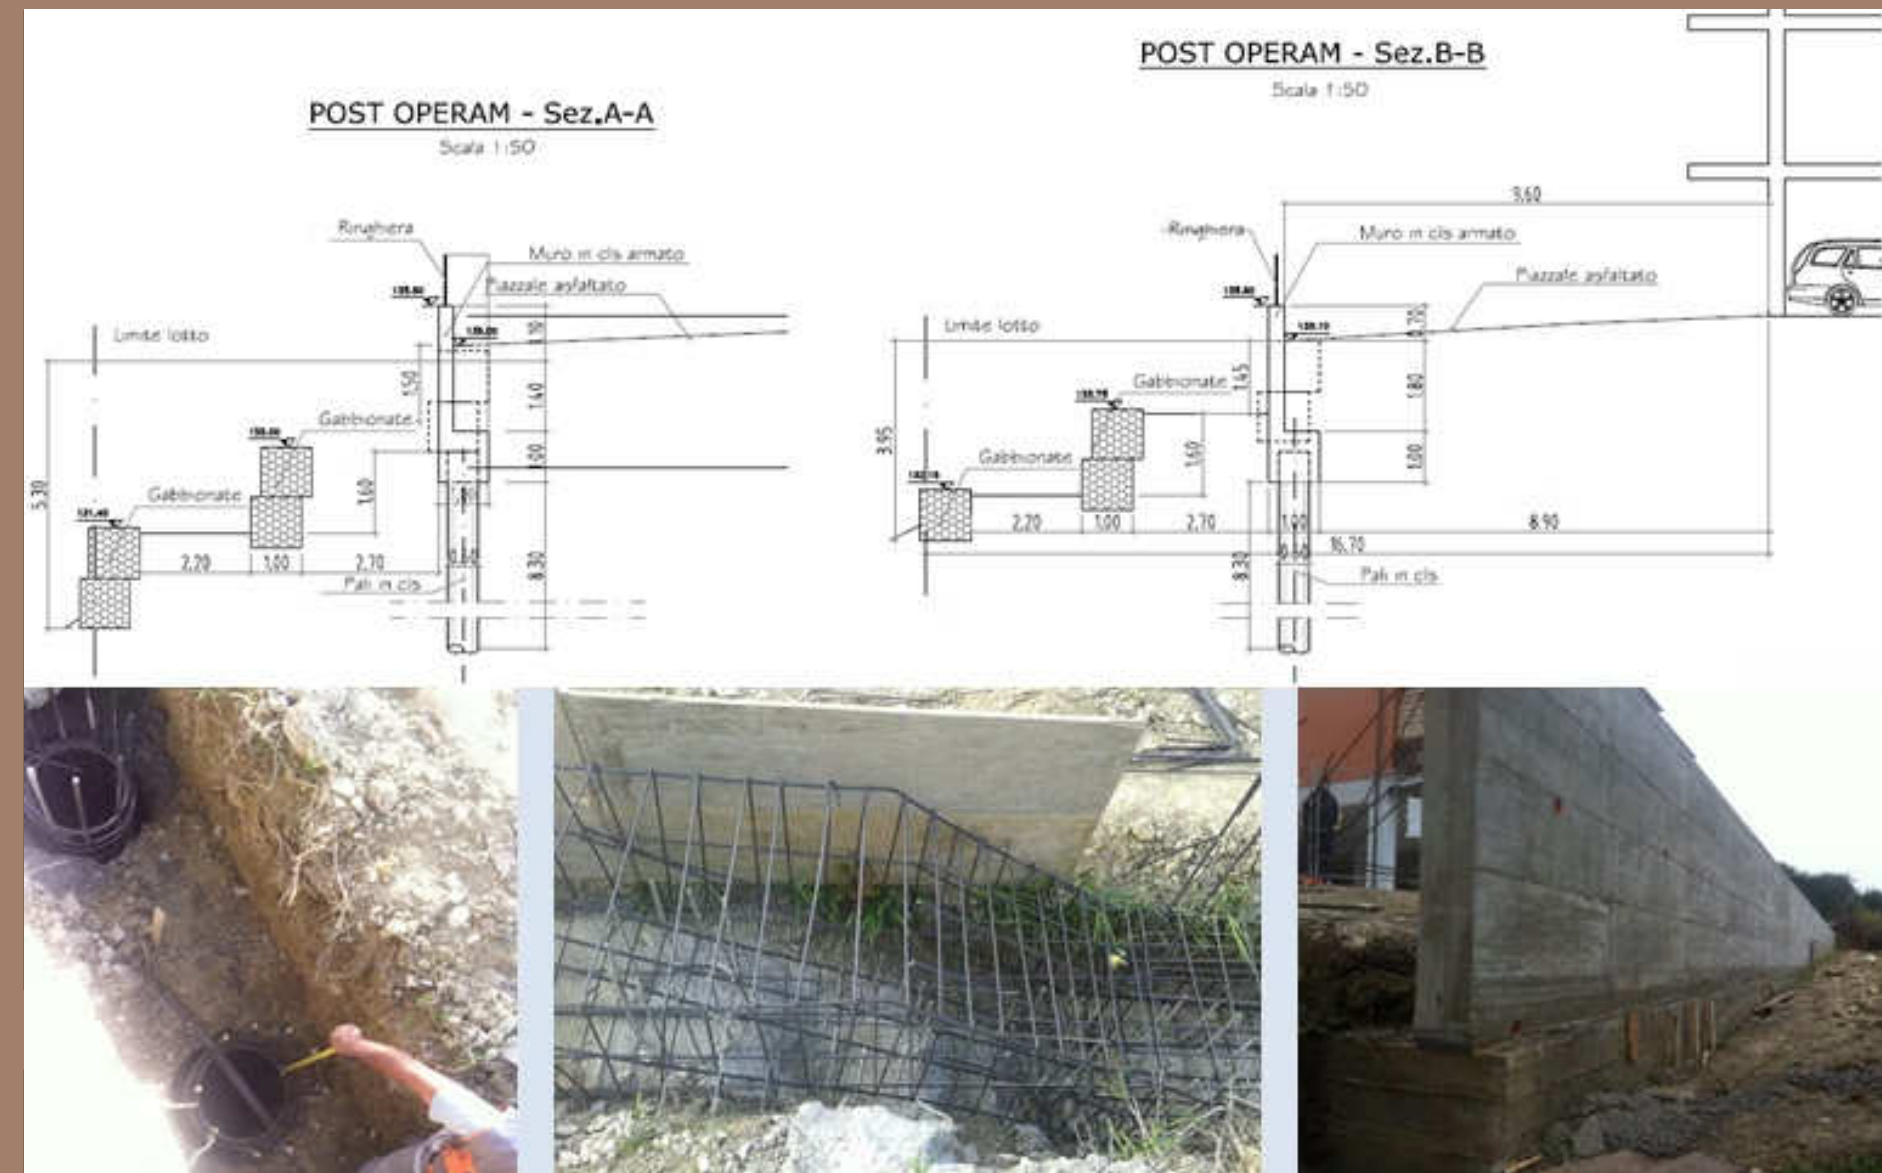 POST OPERAM - Sez.A-A
Scala 1:50
Ringhiera
Muro in cls armato
Piazzale asfaltato
Limite lotto
1,50
1,40
Gabbionate
1,00
5,30
Gabbionate
1,60
2,20
1,00
2,70
Pali in cls
8,30
POST OPERAM - Sez.B-B
Scala 1:50
9,60
Ringhiera
Muro in cls armato
Piazzale asfaltato
0,70
Limite lotto
1,45
1,80
Gabbionate
3,95
Gabbionate
1,60
1,00
2,20
1,00
2,70
1,00
8,90
16,70
8,30
Pali in cls